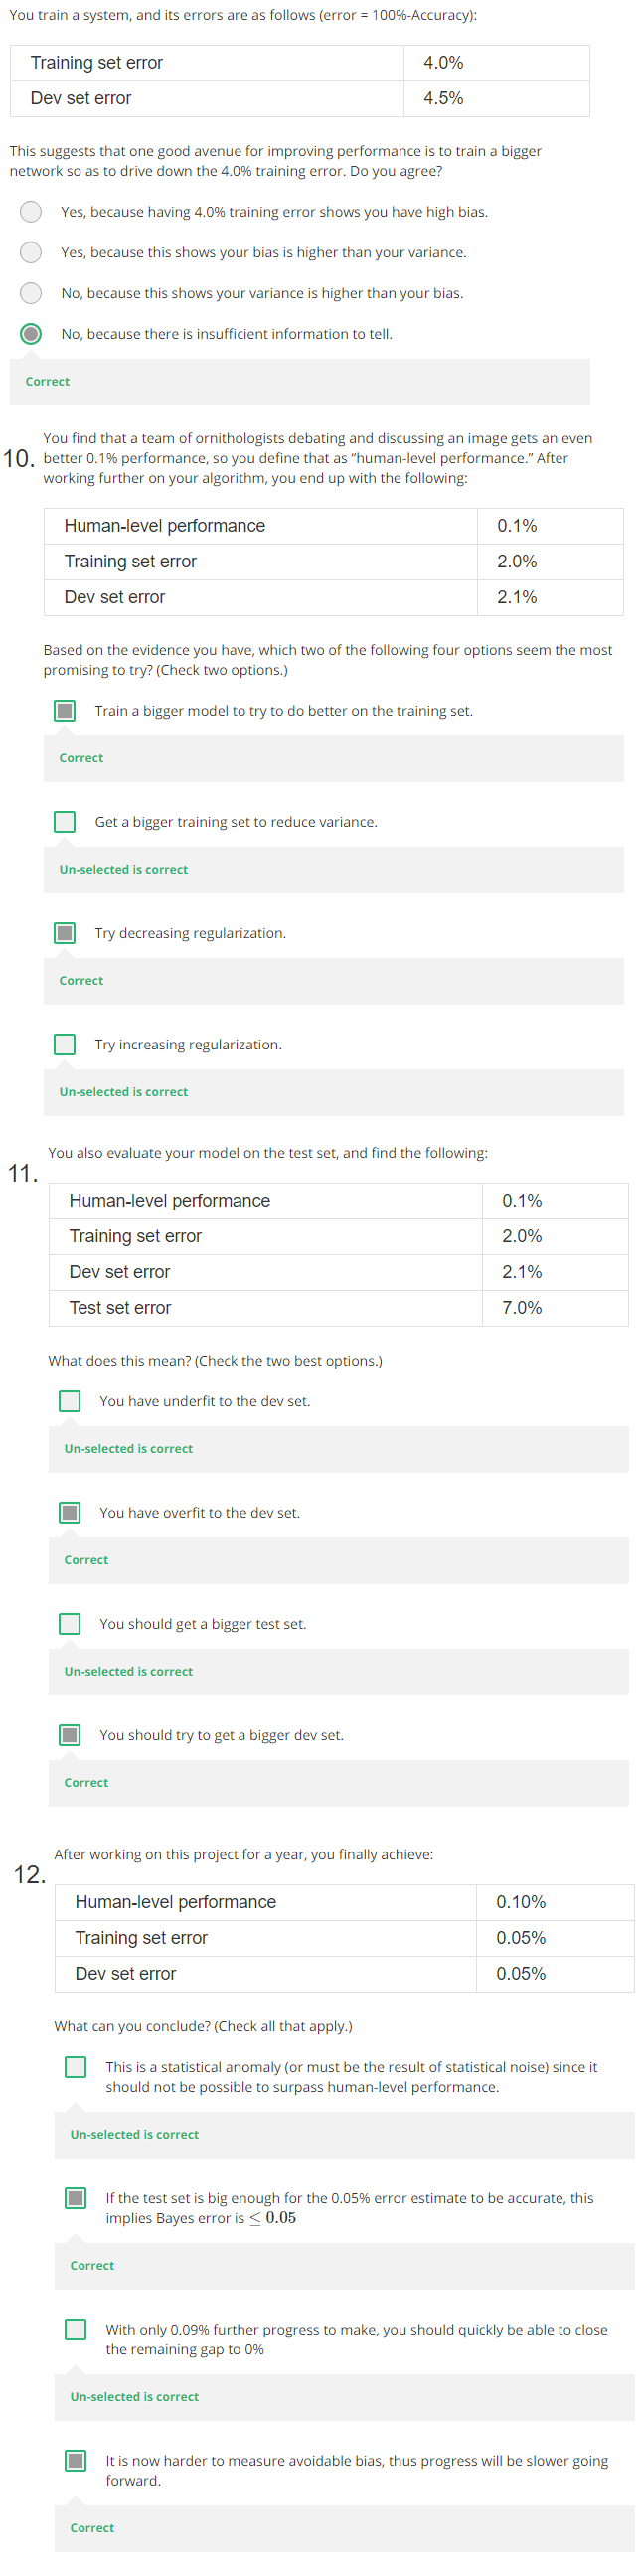 You train a system, and its errors are as follows (error = 100%-Accuracy):
Training set error 4.0%
Dev set error 4.5%
This suggests that one good avenue for improving performance is to train a bigger
network so as to drive down the 4.0% training error. Do you agree?
Yes, because having 4.0% training error shows you have high bias.
Yes, because this shows your bias is higher than your variance.
No, because this shows your variance is higher than your bias.
No, because there is insufficient information to tell.
Correct
10.
You find that a team of ornithologists debating and discussing an image gets an even
better 0.1% performance, so you define that as “human-level performance.” After
working further on your algorithm, you end up with the following:
Human-level performance 0.1%
Training set error 2.0%
Dev set error 2.1%
Based on the evidence you have, which two of the following four options seem the most
promising to try? (Check two options.)
Train a bigger model to try to do better on the training set.
Correct
Get a bigger training set to reduce variance.
Un-selected is correct
Try decreasing regularization.
Correct
Try increasing regularization.
Un-selected is correct
11.
You also evaluate your model on the test set, and find the following:
Human-level performance 0.1%
Training set error 2.0%
Dev set error 2.1%
Test set error 7.0%
What does this mean? (Check the two best options.)
You have underfit to the dev set.
Un-selected is correct
You have overfit to the dev set.
Correct
You should get a bigger test set.
Un-selected is correct
You should try to get a bigger dev set.
Correct
12.
After working on this project for a year, you finally achieve:
Human-level performance 0.10%
Training set error 0.05%
Dev set error 0.05%
What can you conclude? (Check all that apply.)
This is a statistical anomaly (or must be the result of statistical noise) since it
should not be possible to surpass human-level performance.
Un-selected is correct
If the test set is big enough for the 0.05% error estimate to be accurate, this
implies Bayes error is ≤ 0.05
Correct
With only 0.09% further progress to make, you should quickly be able to close
the remaining gap to 0%
Un-selected is correct
It is now harder to measure avoidable bias, thus progress will be slower going
forward.
Correct